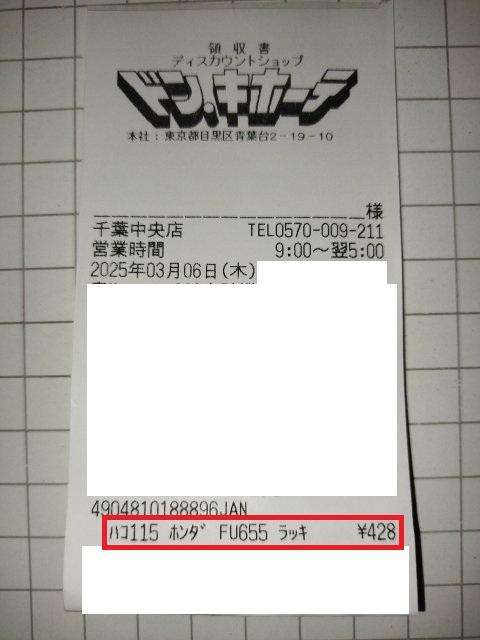 領収書
ディスカウントショップ
ドン.キホーテ
本社:東京都目黒区青葉台2-19-10
様
千葉中央店 TEL0570-009-211
営業時間 9:00~翌5:00
2025年03月06日(木)
4904810188896JAN
ﾊｺ115 ﾎﾝﾀﾞ FU655 ﾗｯｷ ¥428